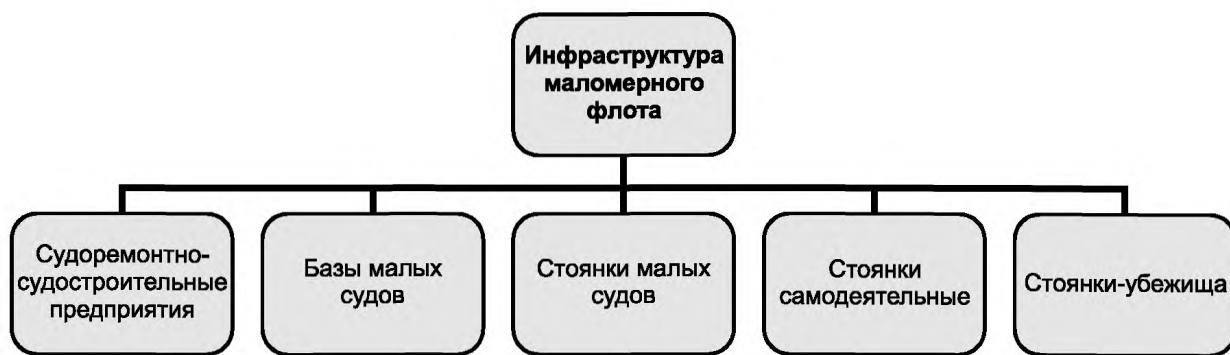 Инфраструктура
маломерного
флота
Судоремонтно-
судостроительные
предприятия
Базы малых
судов
Стоянки малых
судов
Стоянки
самодеятельные
Стоянки-убежища